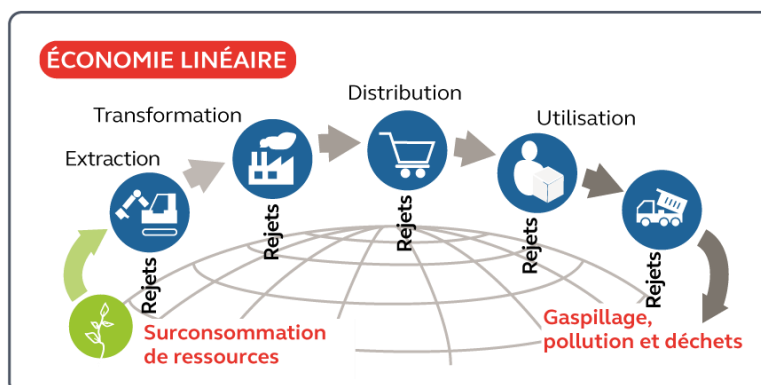 ÉCONOMIE LINÉAIRE
Distribution
Transformation
Utilisation
Extraction
Rejets
Rejets
Rejets
Rejets
Rejets
Surconsommation
de ressources
Gaspillage,
pollution et déchets